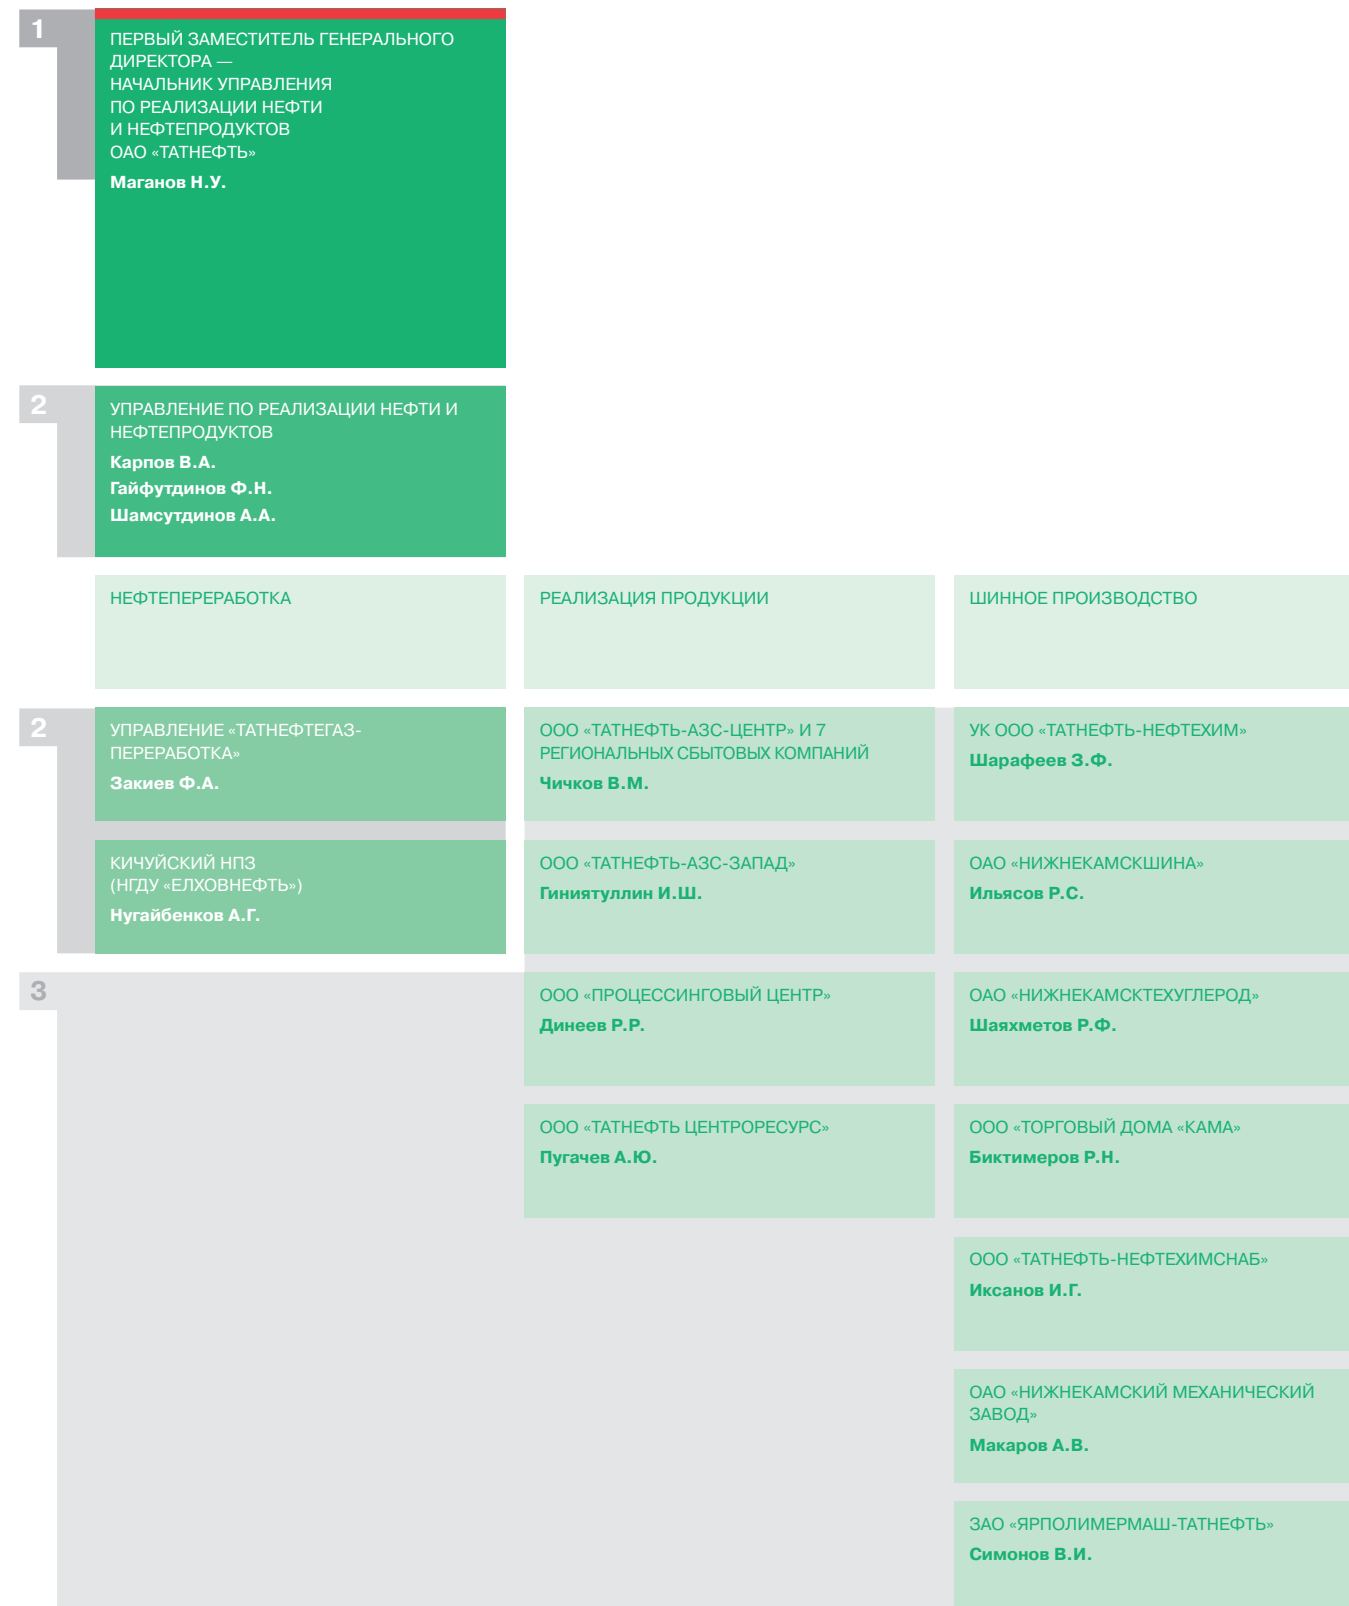 1
ПЕРВЫЙ ЗАМЕСТИТЕЛЬ ГЕНЕРАЛЬНОГО
ДИРЕКТОРА —
НАЧАЛЬНИК УПРАВЛЕНИЯ
ПО РЕАЛИЗАЦИИ НЕФТИ
И НЕФТЕПРОДУКТОВ
ОАО «ТАТНЕФТЬ»
Маганов Н.У.
2
УПРАВЛЕНИЕ ПО РЕАЛИЗАЦИИ НЕФТИ И
НЕФТЕПРОДУКТОВ
Карпов В.А.
Гайфутдинов Ф.Н.
Шамсутдинов А.А.
НЕФТЕПЕРЕРАБОТКА
РЕАЛИЗАЦИЯ ПРОДУКЦИИ
ШИННОЕ ПРОИЗВОДСТВО
2
УПРАВЛЕНИЕ «ТАТНЕФТЕГАЗ-
ПЕРЕРАБОТКА»
Закиев Ф.А.
ООО «ТАТНЕФТЬ-АЗС-ЦЕНТР» И 7
РЕГИОНАЛЬНЫХ СБЫТОВЫХ КОМПАНИЙ
Чичков В.М.
УК ООО «ТАТНЕФТЬ-НЕФТЕХИМ»
Шарафеев З.Ф.
КИЧУЙСКИЙ НПЗ
(НГДУ «ЕЛХОВНЕФТЬ»)
Нугайбенков А.Г.
ООО «ТАТНЕФТЬ-АЗС-ЗАПАД»
Гиниятуллин И.Ш.
ОАО «НИЖНЕКАМСКШИНА»
Ильясов Р.С.
3
ООО «ПРОЦЕССИНГОВЫЙ ЦЕНТР»
Динеев Р.Р.
ОАО «НИЖНЕКАМСКТЕХУГЛЕРОД»
Шаяхметов Р.Ф.
ООО «ТАТНЕФТЬ ЦЕНТРОРЕСУРС»
Пугачев А.Ю.
ООО «ТОРГОВЫЙ ДОМА «КАМА»
Биктимеров Р.Н.
ООО «ТАТНЕФТЬ-НЕФТЕХИМСНАБ»
Иксанов И.Г.
ОАО «НИЖНЕКАМСКИЙ МЕХАНИЧЕСКИЙ
ЗАВОД»
Макаров А.В.
ЗАО «ЯРПОЛИМЕРМАШ-ТАТНЕФТЬ»
Симонов В.И.